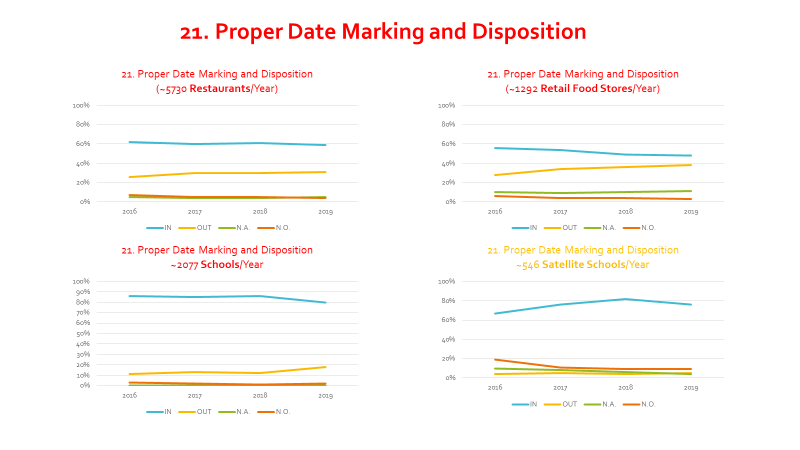 21. Proper Date Marking and Disposition
21. Proper Date Marking and Disposition
(~5730 Restaurants/Year)
100%
80%
60%
40%
20%
0%
2016 2017 2018 2019
IN OUT N.A. N.O.
21. Proper Date Marking and Disposition
(~1292 Retail Food Stores/Year)
100%
80%
60%
40%
20%
0%
2016 2017 2018 2019
IN OUT N.A. N.O.
21. Proper Date Marking and Disposition
~2077 Schools/Year
100%
90%
80%
70%
60%
50%
40%
30%
20%
10%
0%
2016 2017 2018 2019
IN OUT N.A. N.O.
21. Proper Date Marking and Disposition
~546 Satellite Schools/Year
100%
80%
60%
40%
20%
0%
2016 2017 2018 2019
IN OUT N.A. N.O.